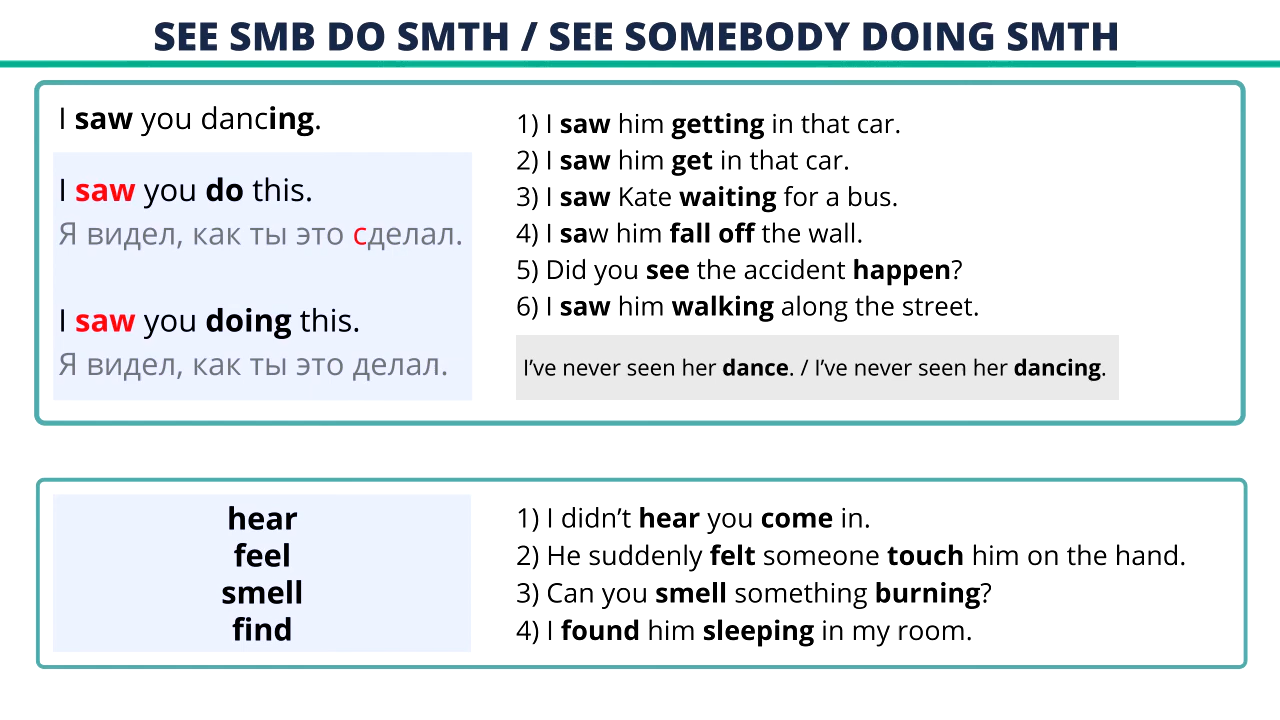 SEE SMB DO SMTH / SEE SOMEBODY DOING SMTH
I saw you dancing.
I saw you do this.
Я видел, как ты это сделал.
I saw you doing this.
Я видел, как ты это делал.
1) I saw him getting in that car.
2) I saw him get in that car.
3) I saw Kate waiting for a bus.
4) I saw him fall off the wall.
5) Did you see the accident happen?
6) I saw him walking along the street.
I’ve never seen her dance. / I’ve never seen her dancing.
hear
feel
smell
find
1) I didn’t hear you come in.
2) He suddenly felt someone touch him on the hand.
3) Can you smell something burning?
4) I found him sleeping in my room.